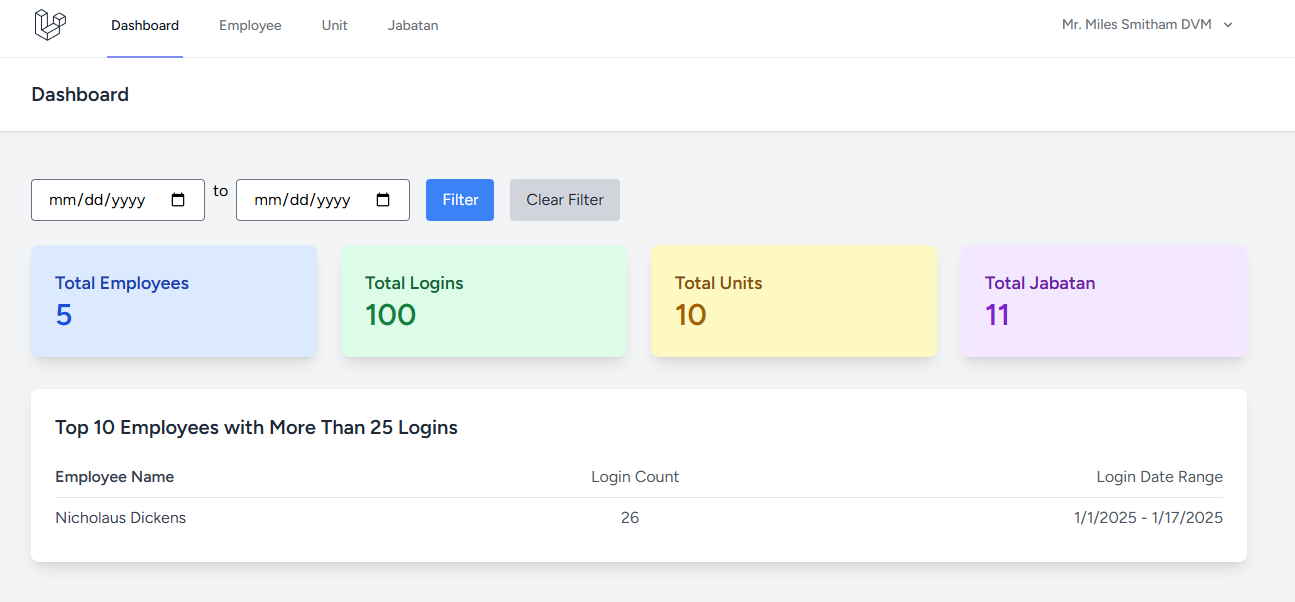 Dashboard Employee Unit Jabatan Mr. Miles Smitham DVM
Dashboard
mm/dd/yyyy to mm/dd/yyyy Filter Clear Filter
Total Employees Total Logins Total Units Total Jabatan
5 100 10 11
Top 10 Employees with More Than 25 Logins
Employee Name Login Count Login Date Range
Nicholaus Dickens 26 1/1/2025 - 1/17/2025